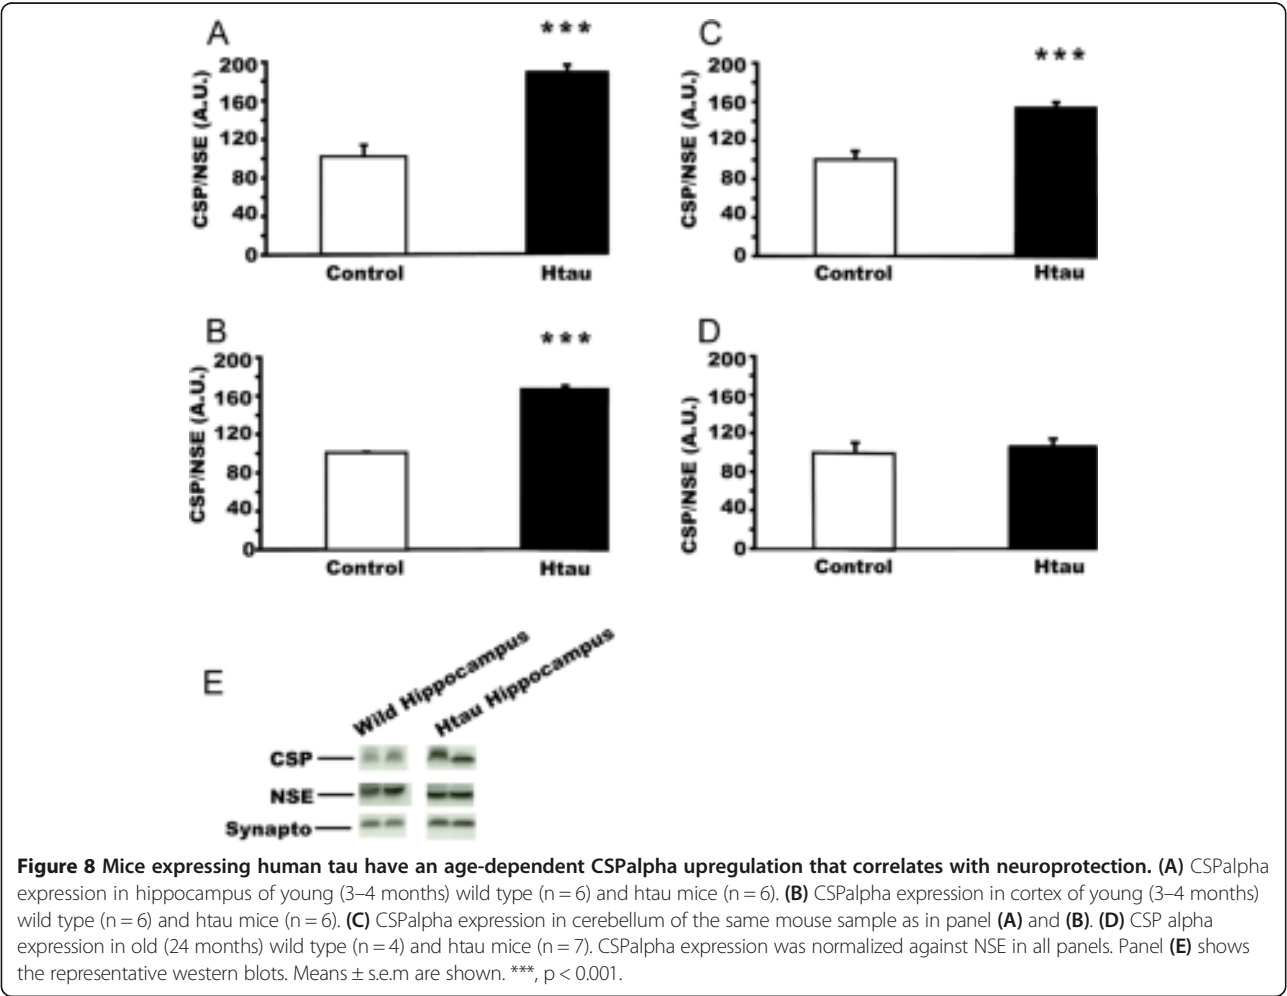 A
***
200
160
120
80
40
0
CSP/NSE (A.U.)
Control Htau
C
***
200
160
120
80
40
0
CSP/NSE (A.U.)
Control Htau
B
***
200
160
120
80
40
0
CSP/NSE (A.U.)
Control Htau
D
200
160
120
80
40
0
CSP/NSE (A.U.)
Control Htau
E
Wild Hippocampus
Htau Hippocampus
CSP
NSE
Synapto
Figure 8 Mice expressing human tau have an age-dependent CSPalpha upregulation that correlates with neuroprotection. (A) CSPalpha
expression in hippocampus of young (3–4 months) wild type (n = 6) and htau mice (n = 6). (B) CSPalpha expression in cortex of young (3–4 months)
wild type (n = 6) and htau mice (n = 6). (C) CSPalpha expression in cerebellum of the same mouse sample as in panel (A) and (B). (D) CSP alpha
expression in old (24 months) wild type (n = 4) and htau mice (n = 7). CSPalpha expression was normalized against NSE in all panels. Panel (E) shows
the representative western blots. Means ± s.e.m are shown. ***, p < 0.001.